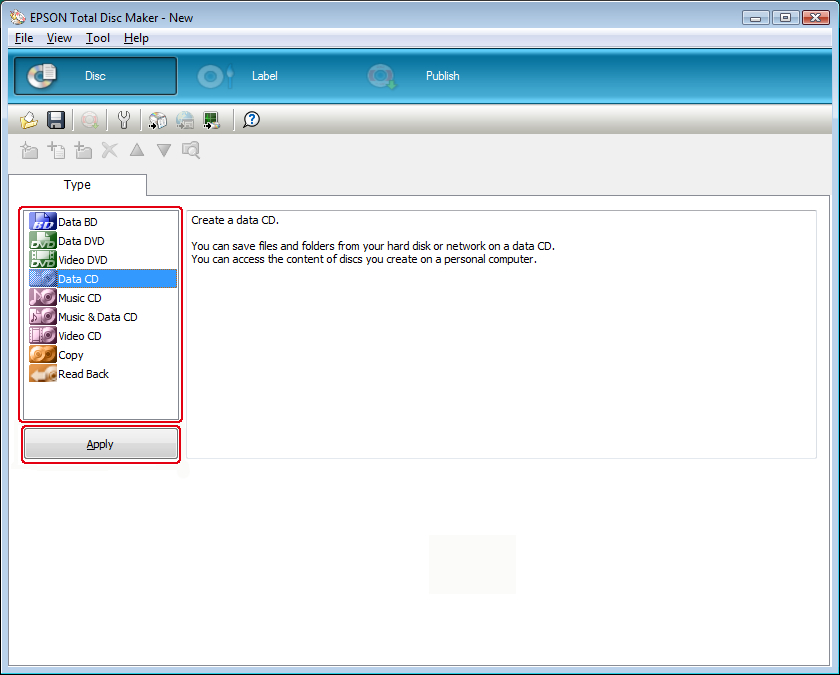 EPSON Total Disc Maker - New
File View Tool Help
Disc Label Publish
Type
BD Data BD
DVD Data DVD
DVD Video DVD
Data CD
Music CD
Music & Data CD
Video CD
Copy
Read Back
Apply
Create a data CD.
You can save files and folders from your hard disk or network on a data CD.
You can access the content of discs you create on a personal computer.